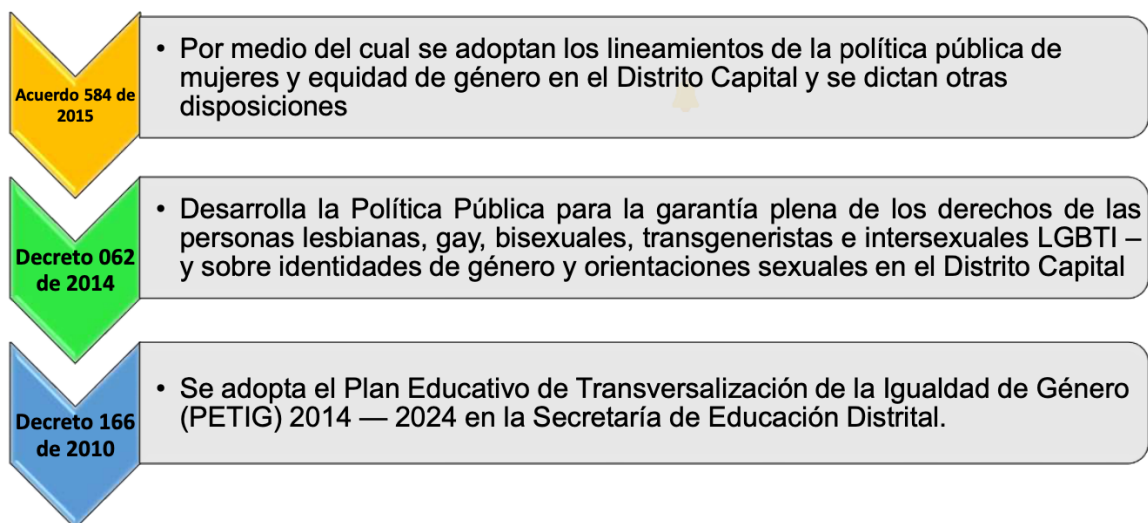 Acuerdo 584 de
2015
• Por medio del cual se adoptan los lineamientos de la política pública de
mujeres y equidad de género en el Distrito Capital y se dictan otras
disposiciones
Decreto 062
de 2014
• Desarrolla la Política Pública para la garantía plena de los derechos de las
personas lesbianas, gay, bisexuales, transgeneristas e intersexuales LGBTI –
y sobre identidades de género y orientaciones sexuales en el Distrito Capital
Decreto 166
de 2010
• Se adopta el Plan Educativo de Transversalización de la Igualdad de Género
(PETIG) 2014 — 2024 en la Secretaría de Educación Distrital.